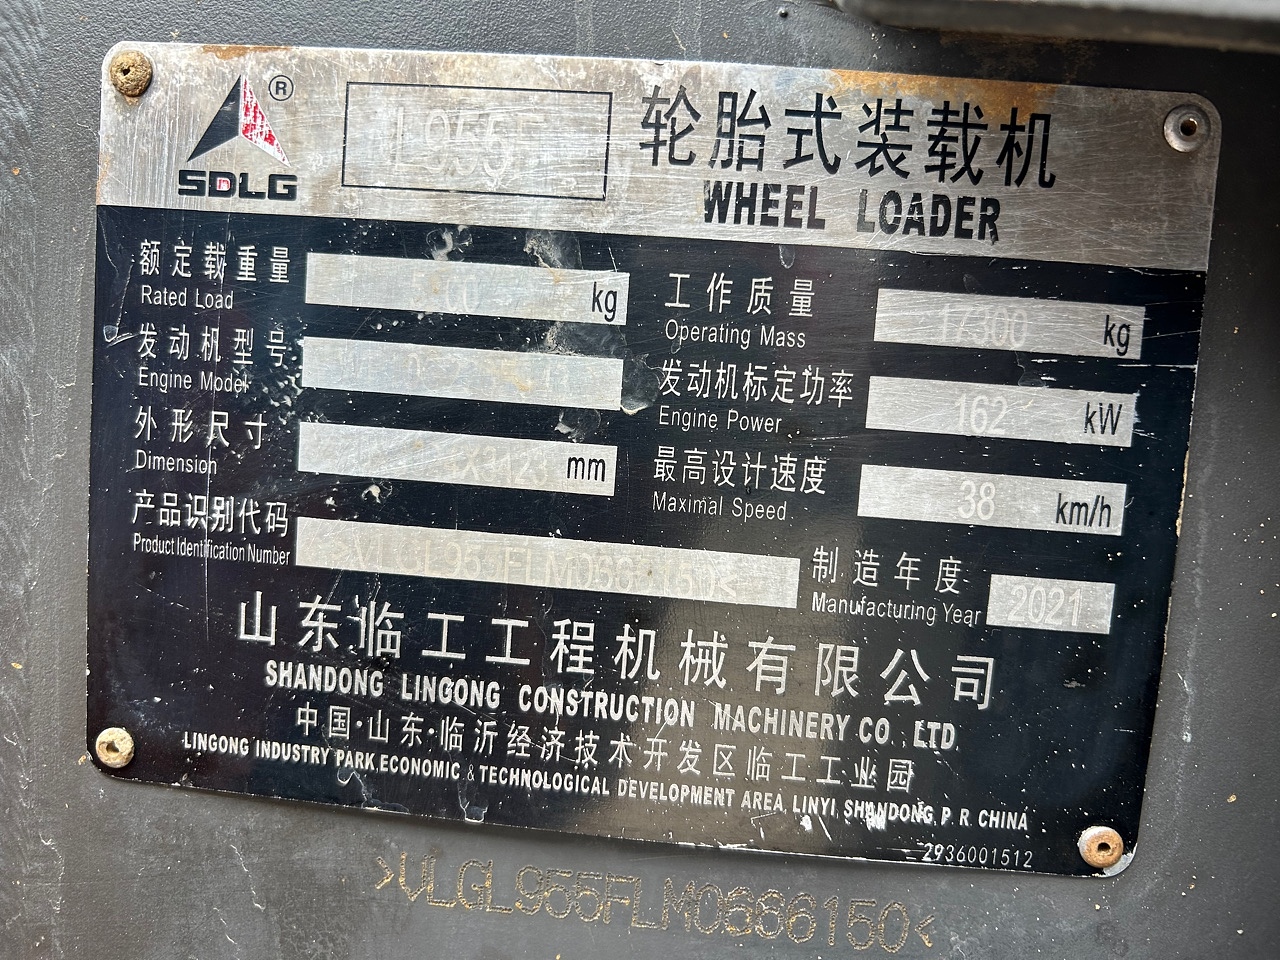 ®
SDLG
轮胎式装载机
WHEEL LOADER
额定载重量
Rated Load
kg
工作质量
Operating Mass
17300 kg
发动机型号
Engine Model
发动机标定功率
Engine Power
162 kW
外形尺寸
Dimension
mm
最高设计速度
Maximal Speed
38 km/h
产品识别代码
Product Identification Number
>VLGL955FLM0666150<
制造年度
Manufacturing Year
2021
山东临工工程机械有限公司
SHANDONG LINGONG CONSTRUCTION MACHINERY CO., LTD
中国·山东·临沂经济技术开发区临工工业园
LINGONG INDUSTRY PARK,ECONOMIC & TECHNOLOGICAL DEVELOPMENT AREA, LINYI, SHANDONG, P. R. CHINA
2936001512
>VLGL955FLM0666150<